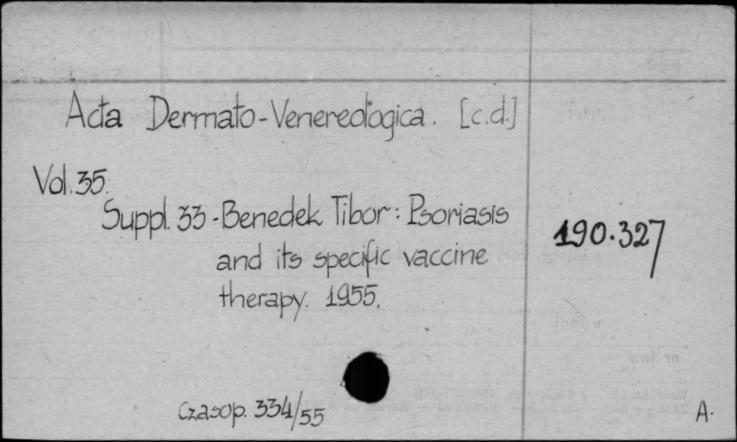 Acta Dermato-Venereologica. [c.d.]
Vol.35.
Suppl. 33 - Benedek Tibor: Psoriasis
and its specific vaccine
therapy. 1955.
190.327
Czasop. 334/55
A.